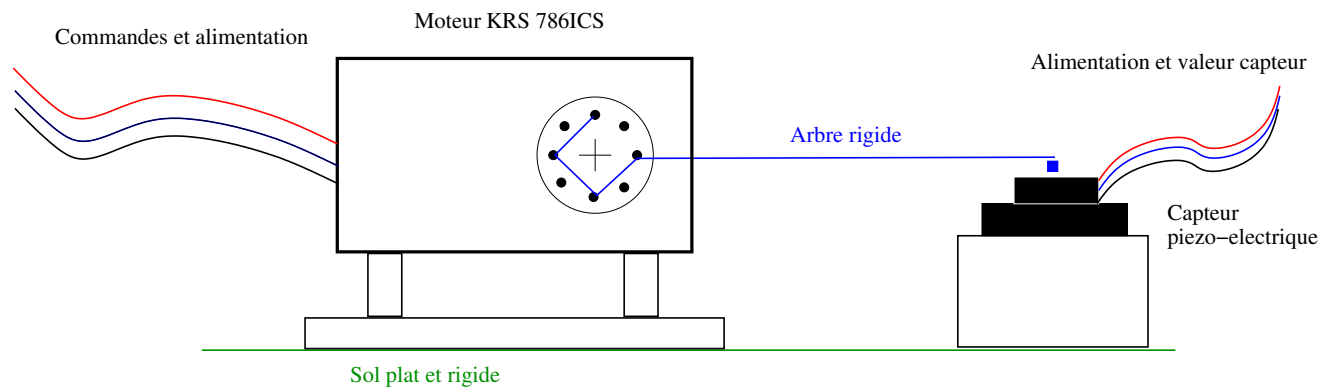 Moteur KRS 786ICS
Commandes et alimentation
Alimentation et valeur capteur
Arbre rigide
Capteur
piezo−electrique
Sol plat et rigide